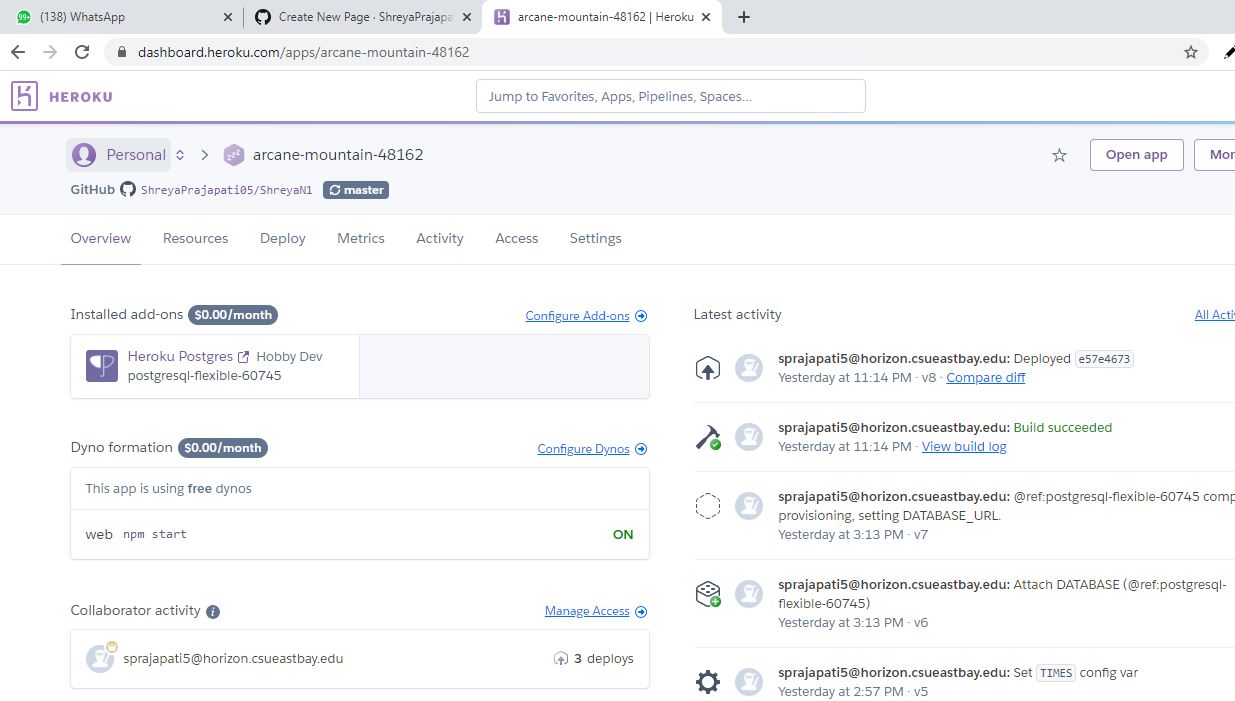 99+ (138) WhatsApp
Create New Page · ShreyaPrajapa
arcane-mountain-48162 | Heroku
dashboard.heroku.com/apps/arcane-mountain-48162
HEROKU
Jump to Favorites, Apps, Pipelines, Spaces...
Personal arcane-mountain-48162
Open app
Mor
GitHub ShreyaPrajapati05/ShreyaN1 master
Overview Resources Deploy Metrics Activity Access Settings
Installed add-ons $0.00/month
Configure Add-ons
Heroku Postgres Hobby Dev
postgresql-flexible-60745
Dyno formation $0.00/month
Configure Dynos
This app is using free dynos
web npm start ON
Collaborator activity
Manage Access
sprajapati5@horizon.csueastbay.edu 3 deploys
Latest activity
All Activ
sprajapati5@horizon.csueastbay.edu: Deployed e57e4673
Yesterday at 11:14 PM · v8 · Compare diff
sprajapati5@horizon.csueastbay.edu: Build succeeded
Yesterday at 11:14 PM · View build log
sprajapati5@horizon.csueastbay.edu: @ref:postgresql-flexible-60745 comp
provisioning, setting DATABASE_URL.
Yesterday at 3:13 PM · v7
sprajapati5@horizon.csueastbay.edu: Attach DATABASE (@ref:postgresql-
flexible-60745)
Yesterday at 3:13 PM · v6
sprajapati5@horizon.csueastbay.edu: Set TIMES config var
Yesterday at 2:57 PM · v5